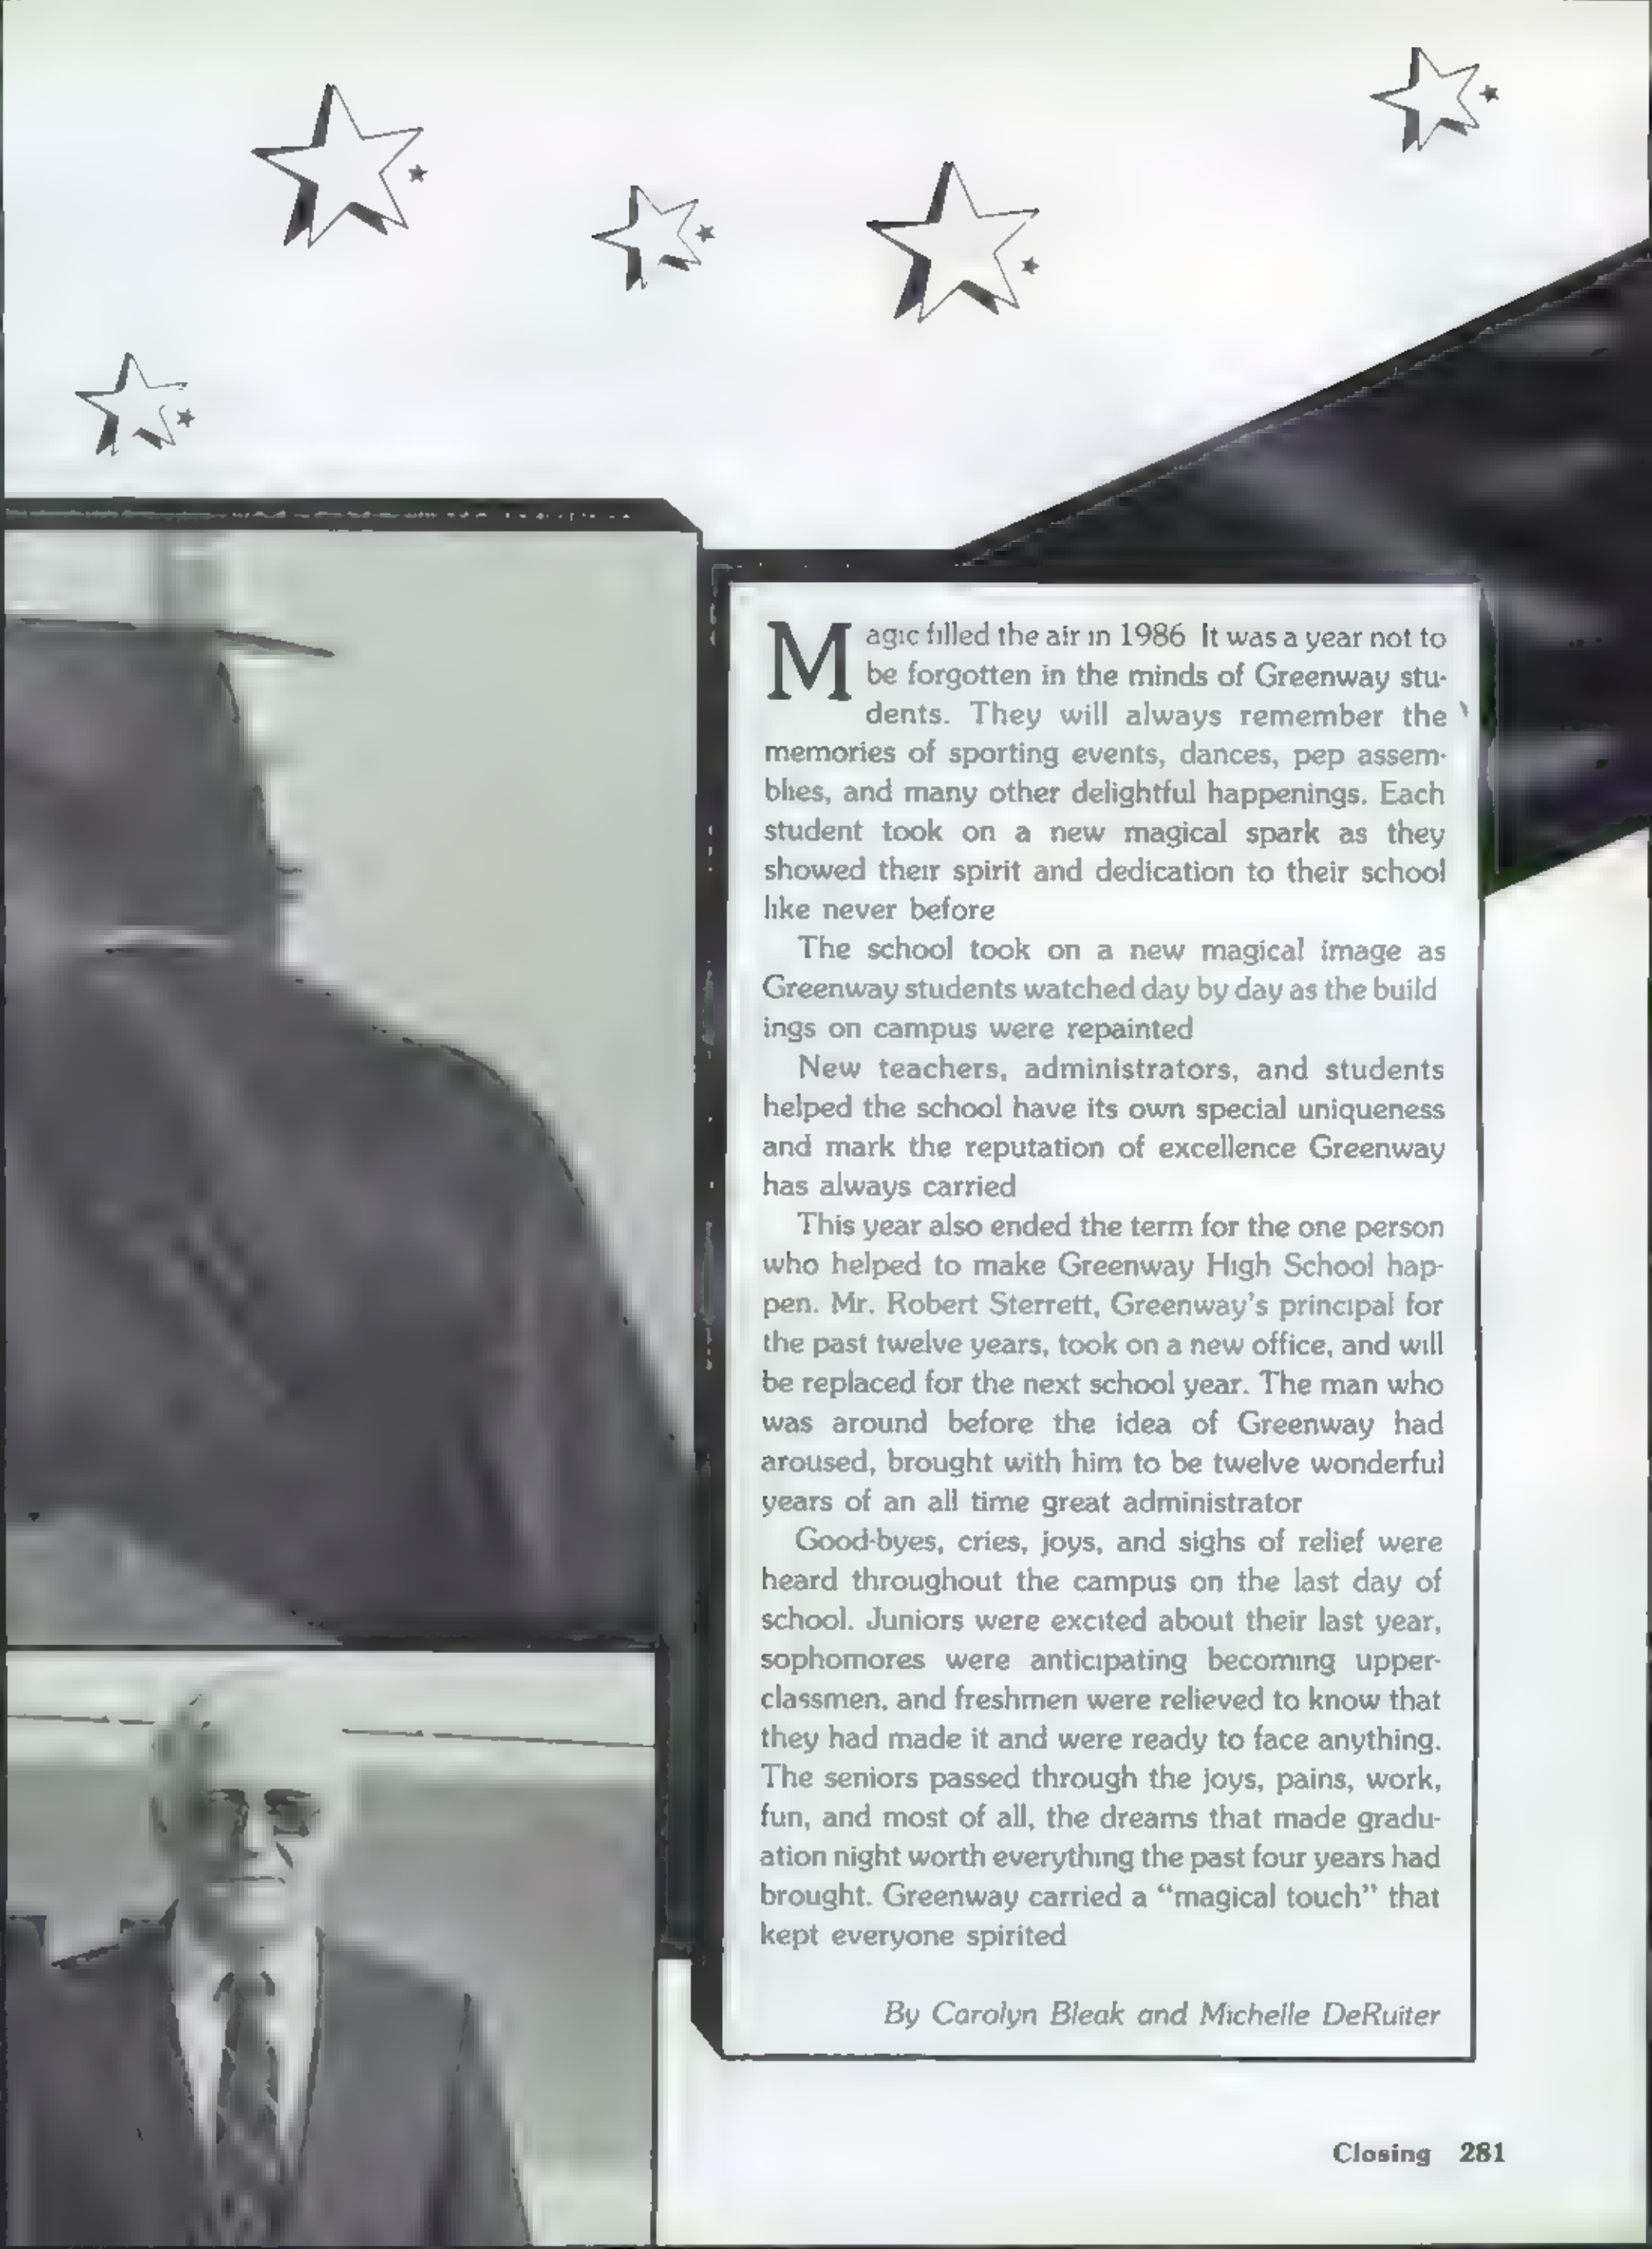 Magic filled the air in 1986 It was a year not to
be forgotten in the minds of Greenway stu-
dents. They will always remember the
memories of sporting events, dances, pep assem-
blies, and many other delightful happenings. Each
student took on a new magical spark as they
showed their spirit and dedication to their school
like never before
The school took on a new magical image as
Greenway students watched day by day as the build
ings on campus were repainted
New teachers, administrators, and students
helped the school have its own special uniqueness
and mark the reputation of excellence Greenway
has always carried
This year also ended the term for the one person
who helped to make Greenway High School hap-
pen. Mr. Robert Sterrett, Greenway's principal for
the past twelve years, took on a new office, and will
be replaced for the next school year. The man who
was around before the idea of Greenway had
aroused, brought with him to be twelve wonderful
years of an all time great administrator
Good-byes, cries, joys, and sighs of relief were
heard throughout the campus on the last day of
school. Juniors were excited about their last year,
sophomores were anticipating becoming upper-
classmen, and freshmen were relieved to know that
they had made it and were ready to face anything.
The seniors passed through the joys, pains, work,
fun, and most of all, the dreams that made gradu-
ation night worth everything the past four years had
brought. Greenway carried a "magical touch" that
kept everyone spirited
By Carolyn Bleak and Michelle DeRuiter
Closing 281